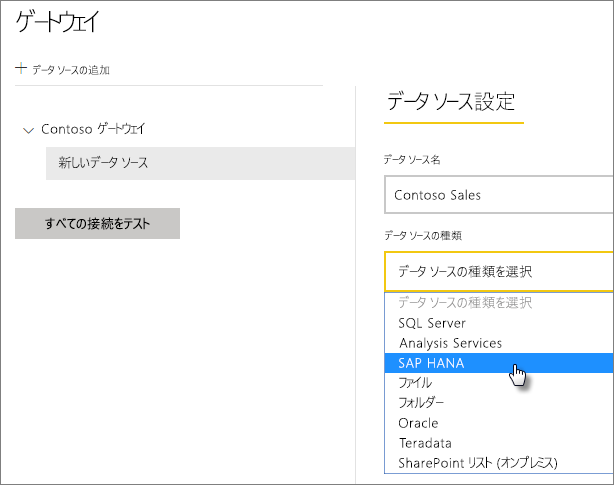 ゲートウェイ
+ データ ソースの追加
Contoso ゲートウェイ
新しいデータ ソース
すべての接続をテスト
データ ソース設定
データ ソース名
Contoso Sales
データ ソースの種類
データ ソースの種類を選択
データ ソースの種類を選択
SQL Server
Analysis Services
SAP HANA
ファイル
フォルダー
Oracle
Teradata
SharePoint リスト (オンプレミス)